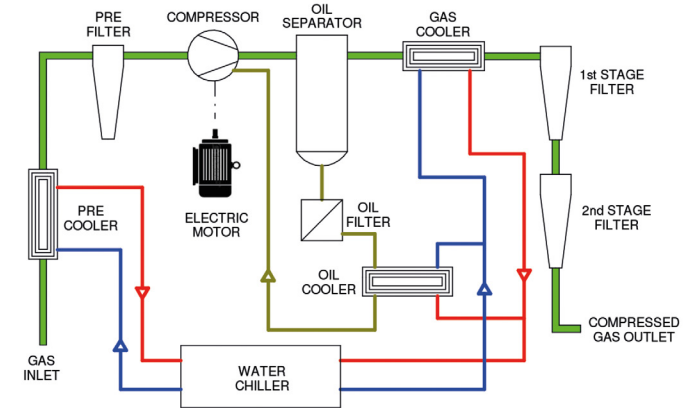 PRE
FILTER
COMPRESSOR
OIL
SEPARATOR
GAS
COOLER
1st STAGE
FILTER
PRE
COOLER
ELECTRIC
MOTOR
OIL
FILTER
2nd STAGE
FILTER
OIL
COOLER
COMPRESSED
GAS OUTLET
GAS
INLET
WATER
CHILLER